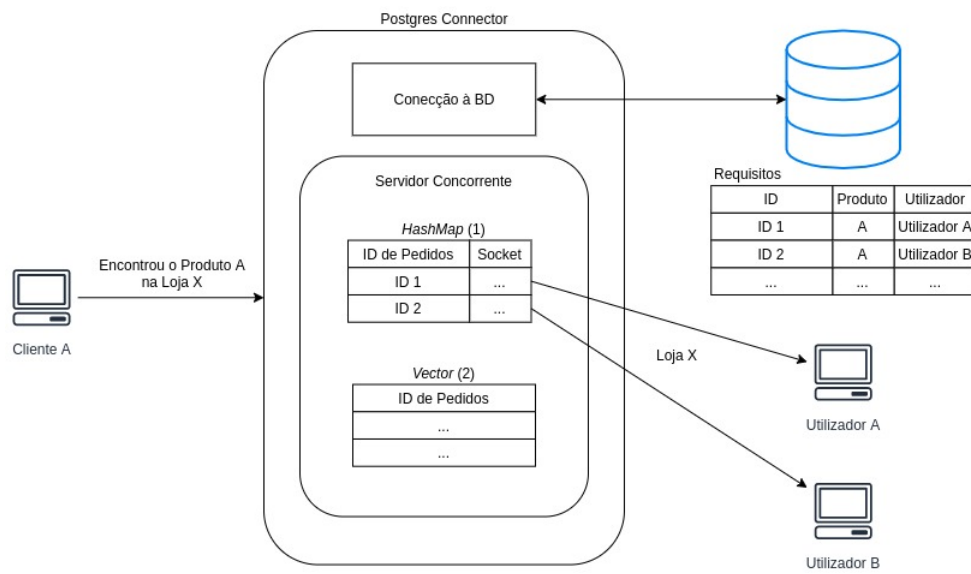 Postgres Connector
Conecção à BD
Servidor Concorrente
HashMap (1)
ID de Pedidos Socket
ID 1 ...
ID 2 ...
Vector (2)
ID de Pedidos
...
...
Encontrou o Produto A
na Loja X
Cliente A
Requisitos
ID Produto Utilizador
ID 1 A Utilizador A
ID 2 A Utilizador B
... ... ...
Loja X
Utilizador A
Utilizador B